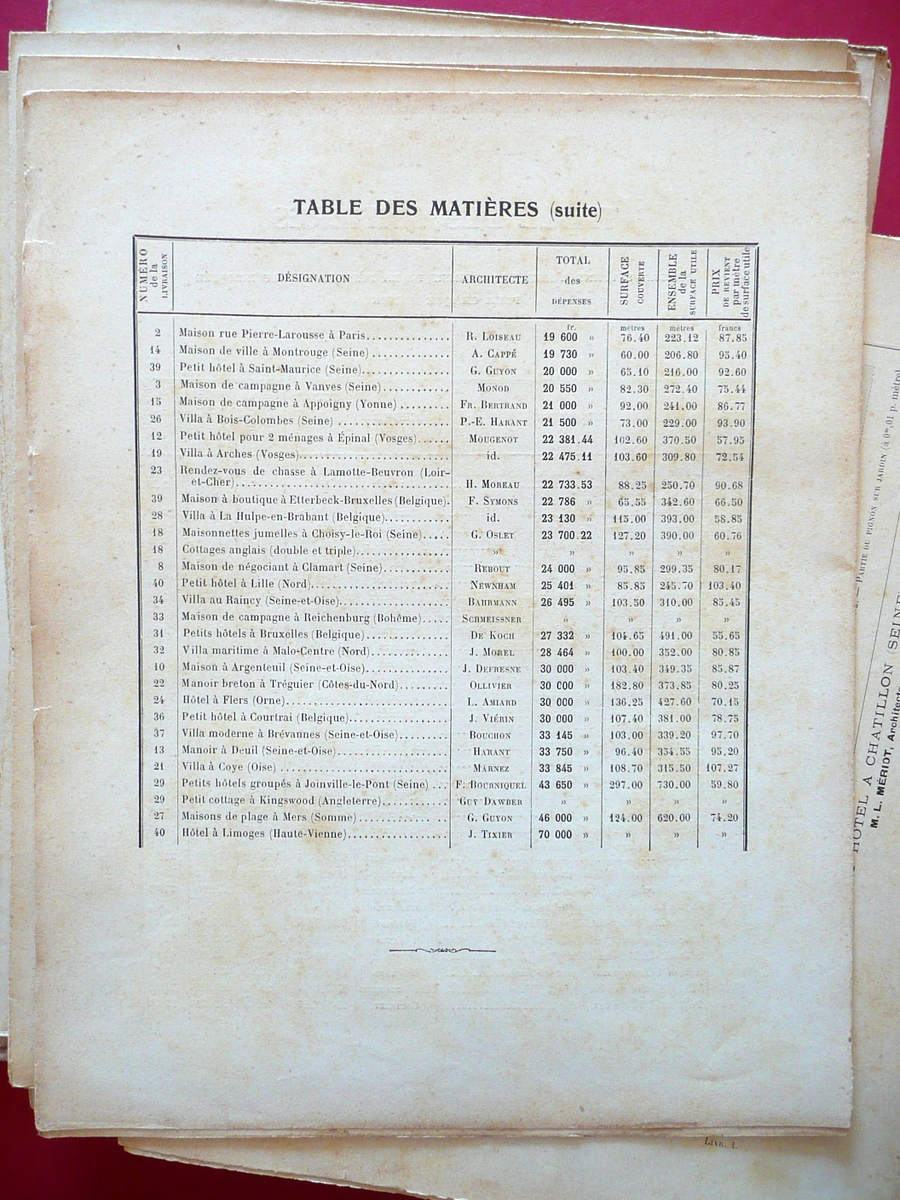 TABLE DES MATIÈRES (suite)
NUMÉRO de la LIVRAISON | DÉSIGNATION | ARCHITECTE | TOTAL des DÉPENSES | SURFACE COUVERTE | ENSEMBLE de la SURFACE UTILE | PRIX DE REVIENT par mètre de surface utile
fr. | mètres | mètres | francs
2 | Maison rue Pierre-Larousse à Paris | R. LOISEAU | 19 600 » | 76.40 | 223.12 | 87.85
14 | Maison de ville à Montrouge (Seine) | A. CAPPÉ | 19 730 » | 60.00 | 206.80 | 95.40
39 | Petit hôtel à Saint-Maurice (Seine) | G. GUYON | 20 000 » | 65.10 | 216.00 | 92.60
3 | Maison de campagne à Vanves (Seine) | MONOD | 20 550 » | 82.30 | 272.40 | 75.44
15 | Maison de campagne à Appoigny (Yonne) | FR. BERTRAND | 21 000 » | 92.00 | 241.00 | 86.77
26 | Villa à Bois-Colombes (Seine) | P.-E. HARANT | 21 500 » | 73.00 | 229.00 | 93.90
12 | Petit hôtel pour 2 ménages à Épinal (Vosges) | MOUGENOT | 22 381.44 | 102.60 | 370.50 | 57.95
19 | Villa à Arches (Vosges) | id. | 22 475.11 | 103.60 | 309.80 | 72.54
23 | Rendez-vous de chasse à Lamotte-Beuvron (Loir-
et-Cher) | H. MOREAU | 22 733.53 | 88.25 | 250.70 | 90.68
39 | Maison à boutique à Etterbeck-Bruxelles (Belgique). | F. SYMONS | 22 786 » | 65.55 | 342.60 | 66.50
28 | Villa à La Hulpe-en-Brabant (Belgique) | id. | 23 130 » | 115.00 | 393.00 | 58.85
18 | Maisonnettes jumelles à Choisy-le-Roi (Seine) | G. OSLET | 23 700.22 | 127.20 | 390.00 | 60.76
18 | Cottages anglais (double et triple) | » | » | » | » | »
8 | Maison de négociant à Clamart (Seine) | REBOUT | 24 000 » | 95.85 | 299.35 | 80.17
40 | Petit hôtel à Lille (Nord) | NEWNHAM | 25 401 » | 85.85 | 245.70 | 103.40
34 | Villa au Raincy (Seine-et-Oise) | BAHRMANN | 26 495 » | 103.50 | 310.00 | 85.45
33 | Maison de campagne à Reichenburg (Bohême) | SCHMEISSNER | » | » | » | »
31 | Petits hôtels à Bruxelles (Belgique) | DE KOCH | 27 332 » | 104.65 | 491.00 | 55.65
32 | Villa maritime à Malo-Centre (Nord) | J. MOREL | 28 464 » | 100.00 | 352.00 | 80.85
10 | Maison à Argenteuil (Seine-et-Oise) | J. DEFRESNE | 30 000 » | 103.40 | 349.35 | 85.87
22 | Manoir breton à Tréguier (Côtes-du-Nord) | OLLIVIER | 30 000 » | 182.80 | 373.85 | 80.25
24 | Hôtel à Flers (Orne) | L. AMIARD | 30 000 » | 136.25 | 427.60 | 70.15
36 | Petit hôtel à Courtrai (Belgique) | J. VIÉRIN | 30 000 » | 107.40 | 381.00 | 78.75
37 | Villa moderne à Brévannes (Seine-et-Oise) | BOUCHON | 33 145 » | 103.00 | 339.20 | 97.70
13 | Manoir à Deuil (Seine-et-Oise) | HARANT | 33 750 » | 96.40 | 354.55 | 95.20
21 | Villa à Coye (Oise) | MARNEZ | 33 845 » | 108.70 | 315.50 | 107.27
29 | Petits hôtels groupés à Joinville-le-Pont (Seine) | F. BOURNIQUEL | 43 650 » | 297.00 | 730.00 | 59.80
29 | Petit cottage à Kingswood (Angleterre) | GUY DAWBER | » | » | » | »
27 | Maisons de plage à Mers (Somme) | G. GUYON | 46 000 » | 124.00 | 620.00 | 74.20
40 | Hôtel à Limoges (Haute-Vienne) | J. TIXIER | 70 000 » | » | » | »
PARTIE DU PIGNON SUR JARDIN (à 0m,01 p. mètre)
HOTEL A CHATILLON (SEINE
M. L. MÉRIOT, Architecte
LIVR. 1.